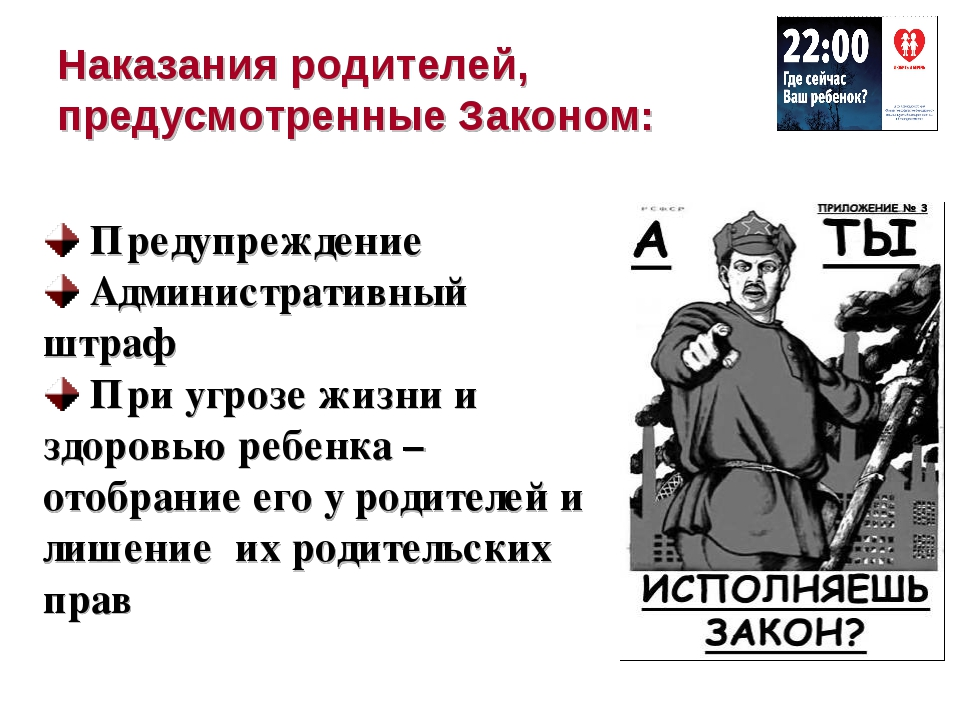 Наказания родителей,
предусмотренные Законом:
22:00
Где сейчас
Ваш ребенок?
Предупреждение
Административный
штраф
При угрозе жизни и
здоровью ребенка –
отобрание его у родителей и
лишение их родительских
прав
РСФСР
ПРИЛОЖЕНИЕ № 3
А ТЫ
ИСПОЛНЯЕШЬ
ЗАКОН?